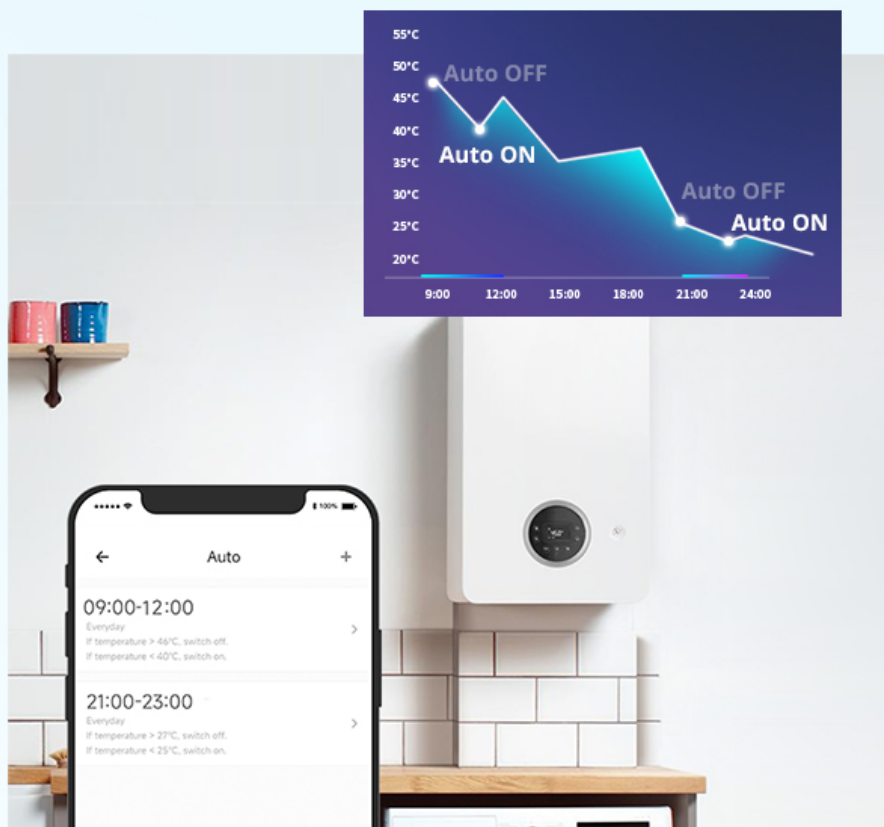 55°C
50°C
Auto OFF
45°C
40°C
Auto ON
35°C
30°C
Auto OFF
25°C
Auto ON
20°C
9:00 12:00 15:00 18:00 21:00 24:00
100%
← Auto +
09:00-12:00
Everyday
If temperature > 46°C, switch off.
If temperature < 40°C, switch on.
21:00-23:00
Everyday
If temperature > 27°C, switch off.
If temperature < 25°C, switch on.